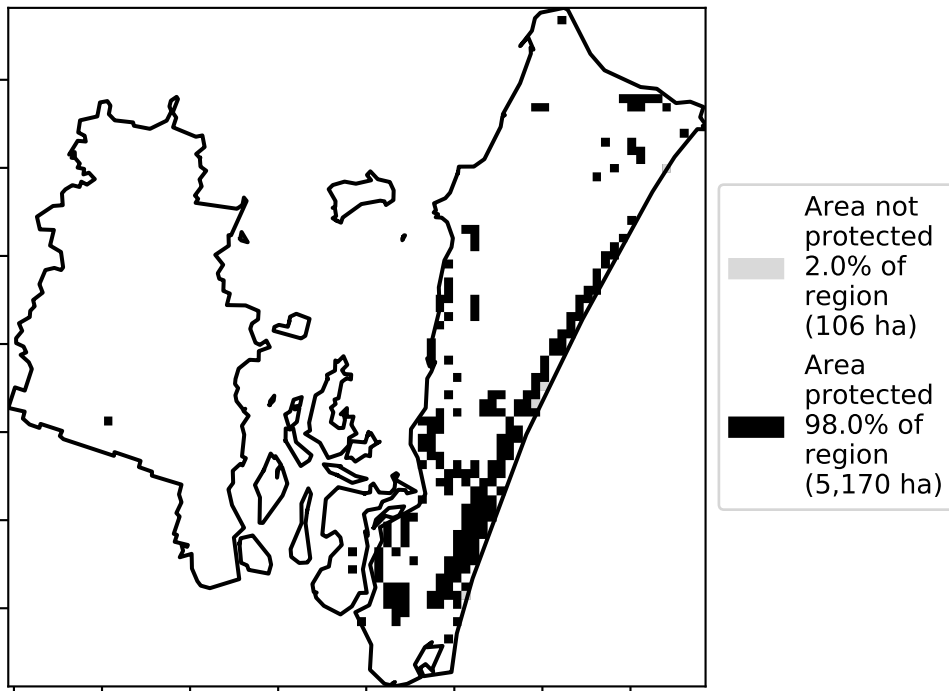 Area not
protected
2.0% of
region
(106 ha)
Area
protected
98.0% of
region
(5,170 ha)